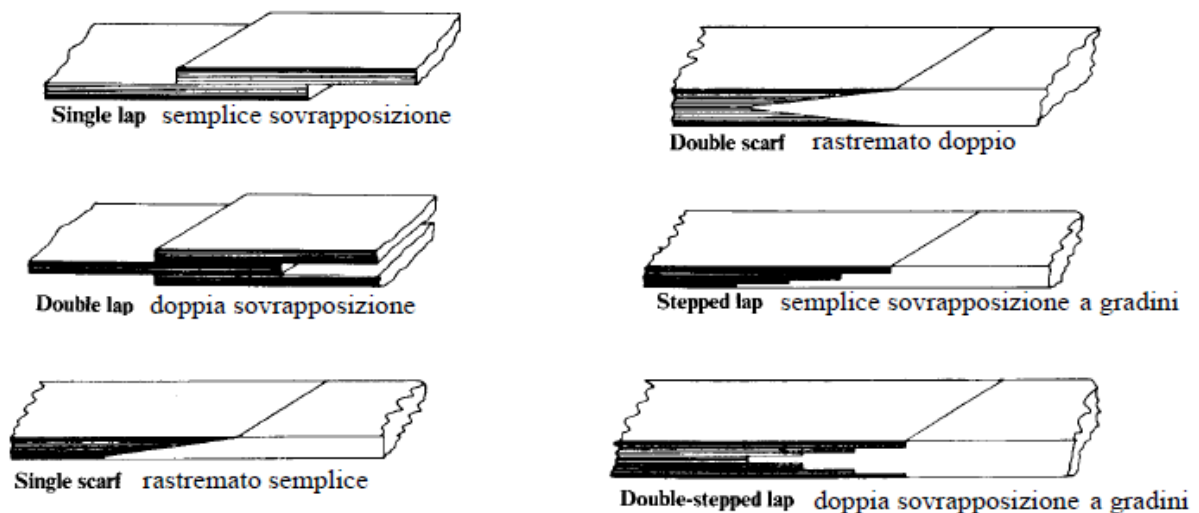 Single lap semplice sovrapposizione
Double scarf rastremato doppio
Double lap doppia sovrapposizione
Stepped lap semplice sovrapposizione a gradini
Single scarf rastremato semplice
Double-stepped lap doppia sovrapposizione a gradini